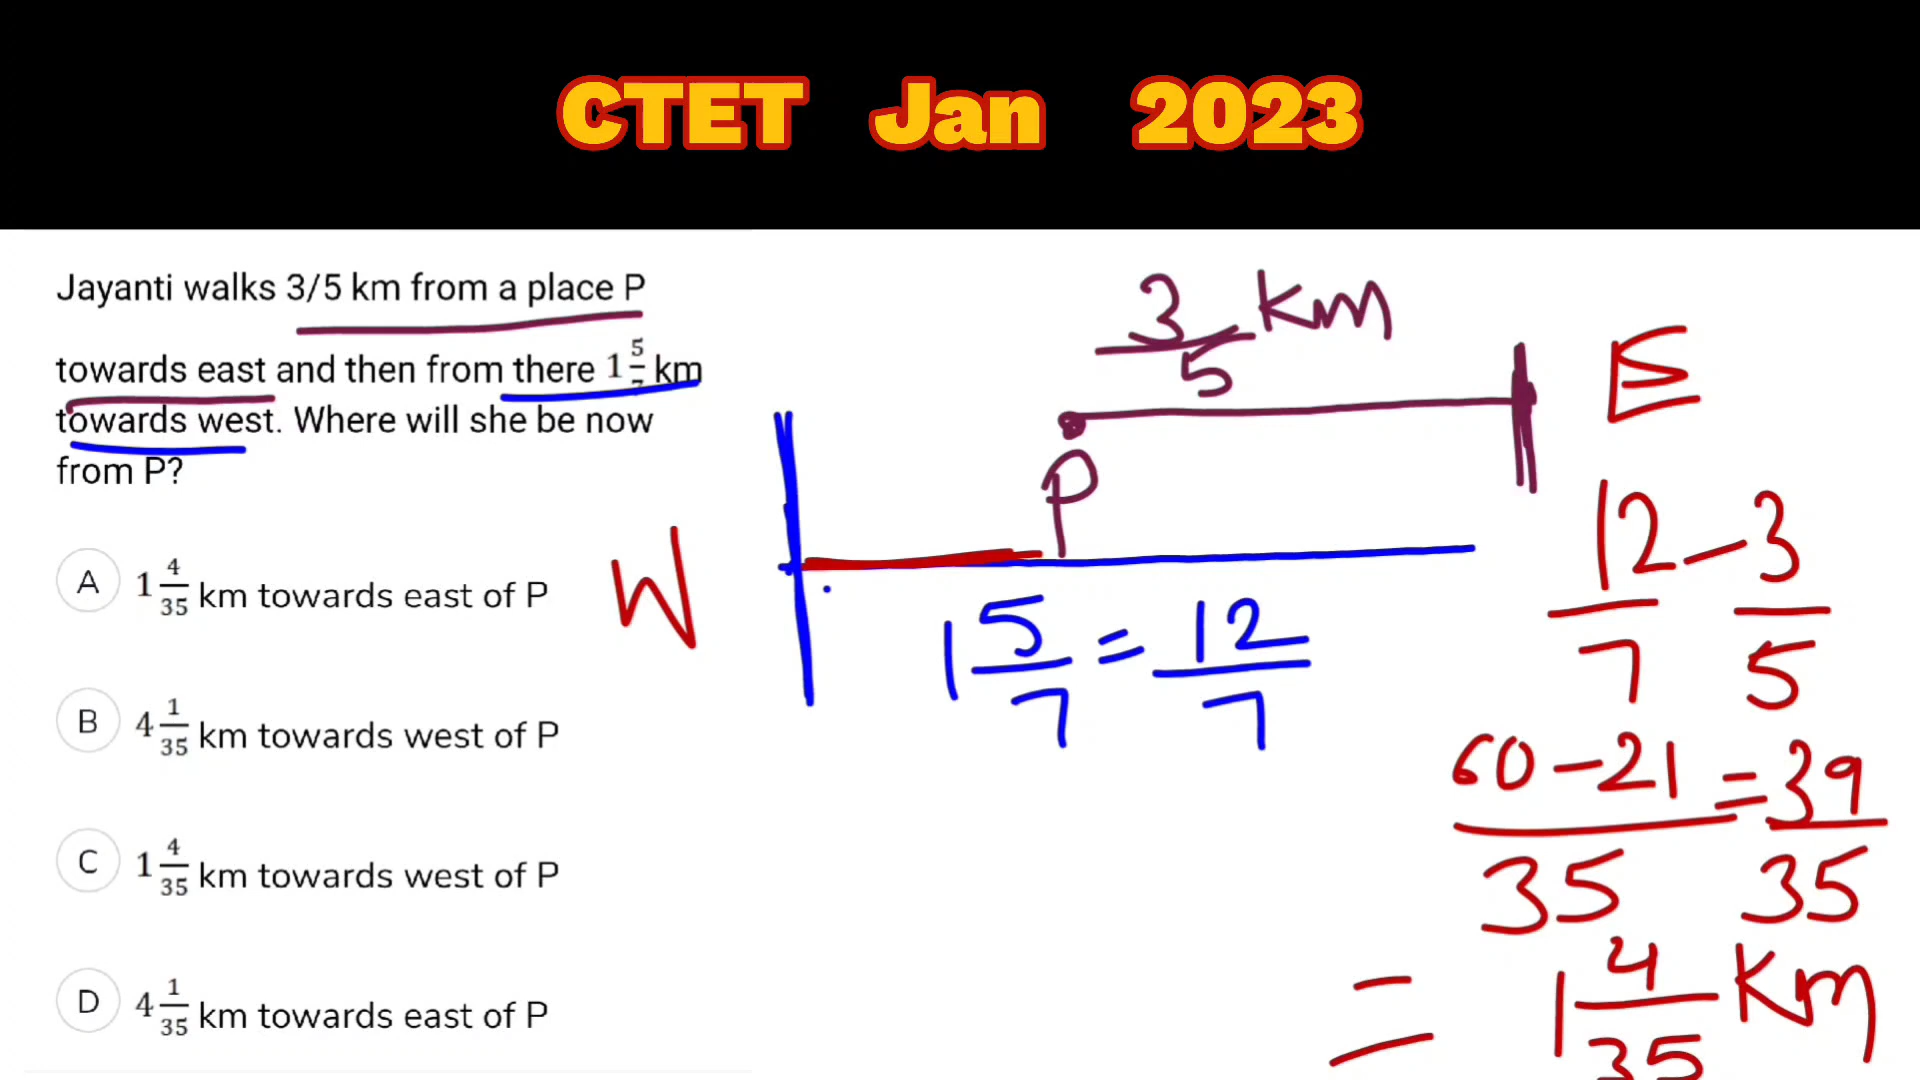 CTET Jan 2023
Jayanti walks 3/5 km from a place P
towards east and then from there 1 5/7 km
towards west. Where will she be now
from P?
A 1 4/35 km towards east of P
B 4 1/35 km towards west of P
C 1 4/35 km towards west of P
D 4 1/35 km towards east of P
3/5 km
E
P
W
1 5/7 = 12/7
12/7 - 3/5
60-21/35 = 39/35
= 1 4/35 Km